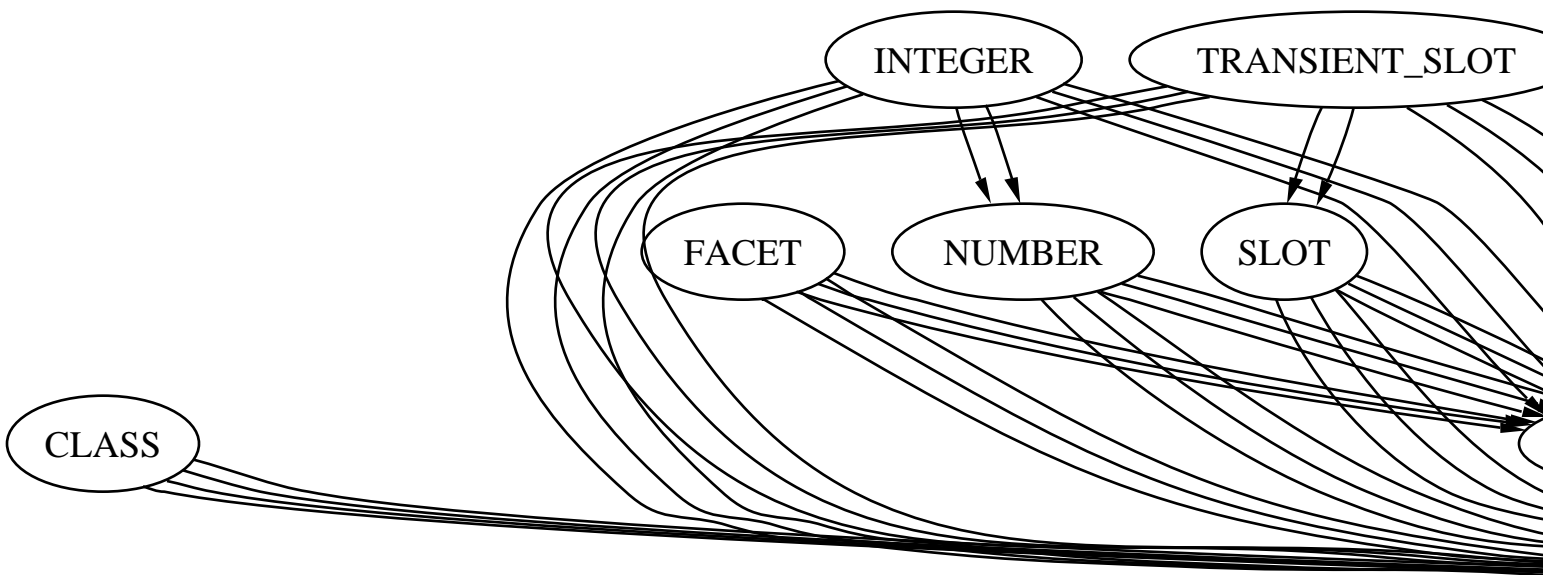 INTEGER
TRANSIENT_SLOT
FACET
NUMBER
SLOT
CLASS